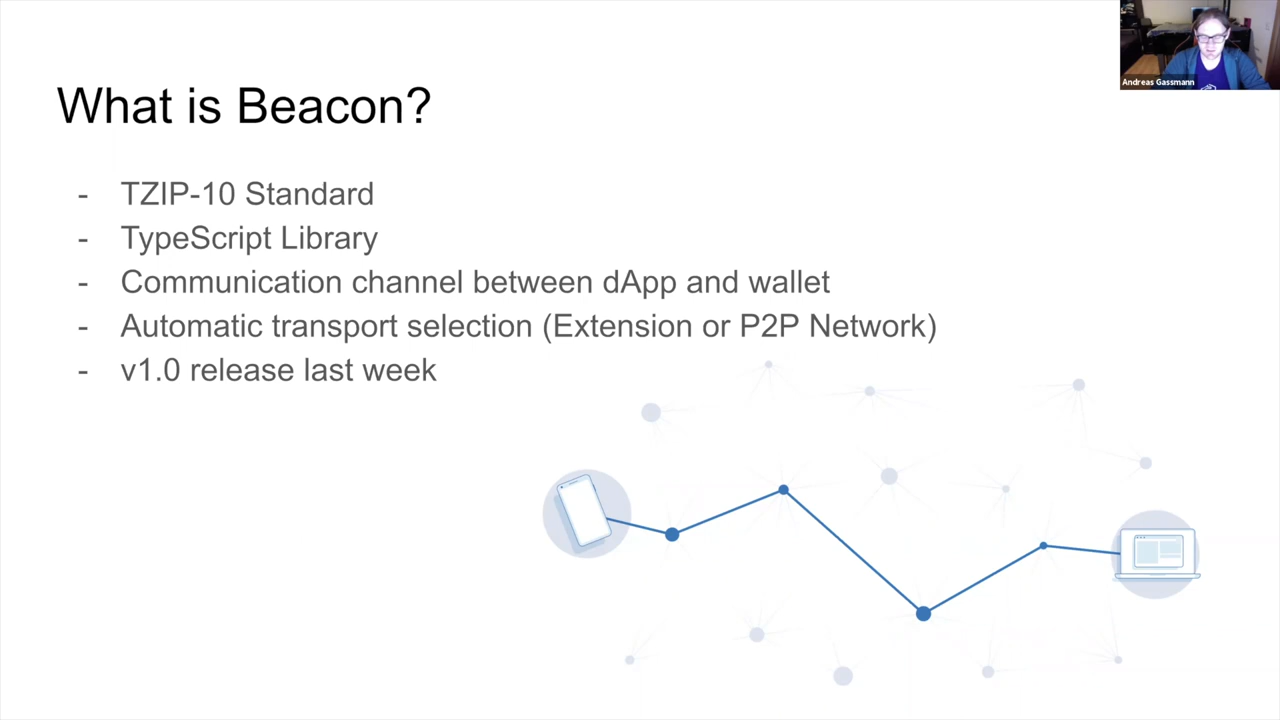 Andreas Gassmann
What is Beacon?
- TZIP-10 Standard
- TypeScript Library
- Communication channel between dApp and wallet
- Automatic transport selection (Extension or P2P Network)
- v1.0 release last week